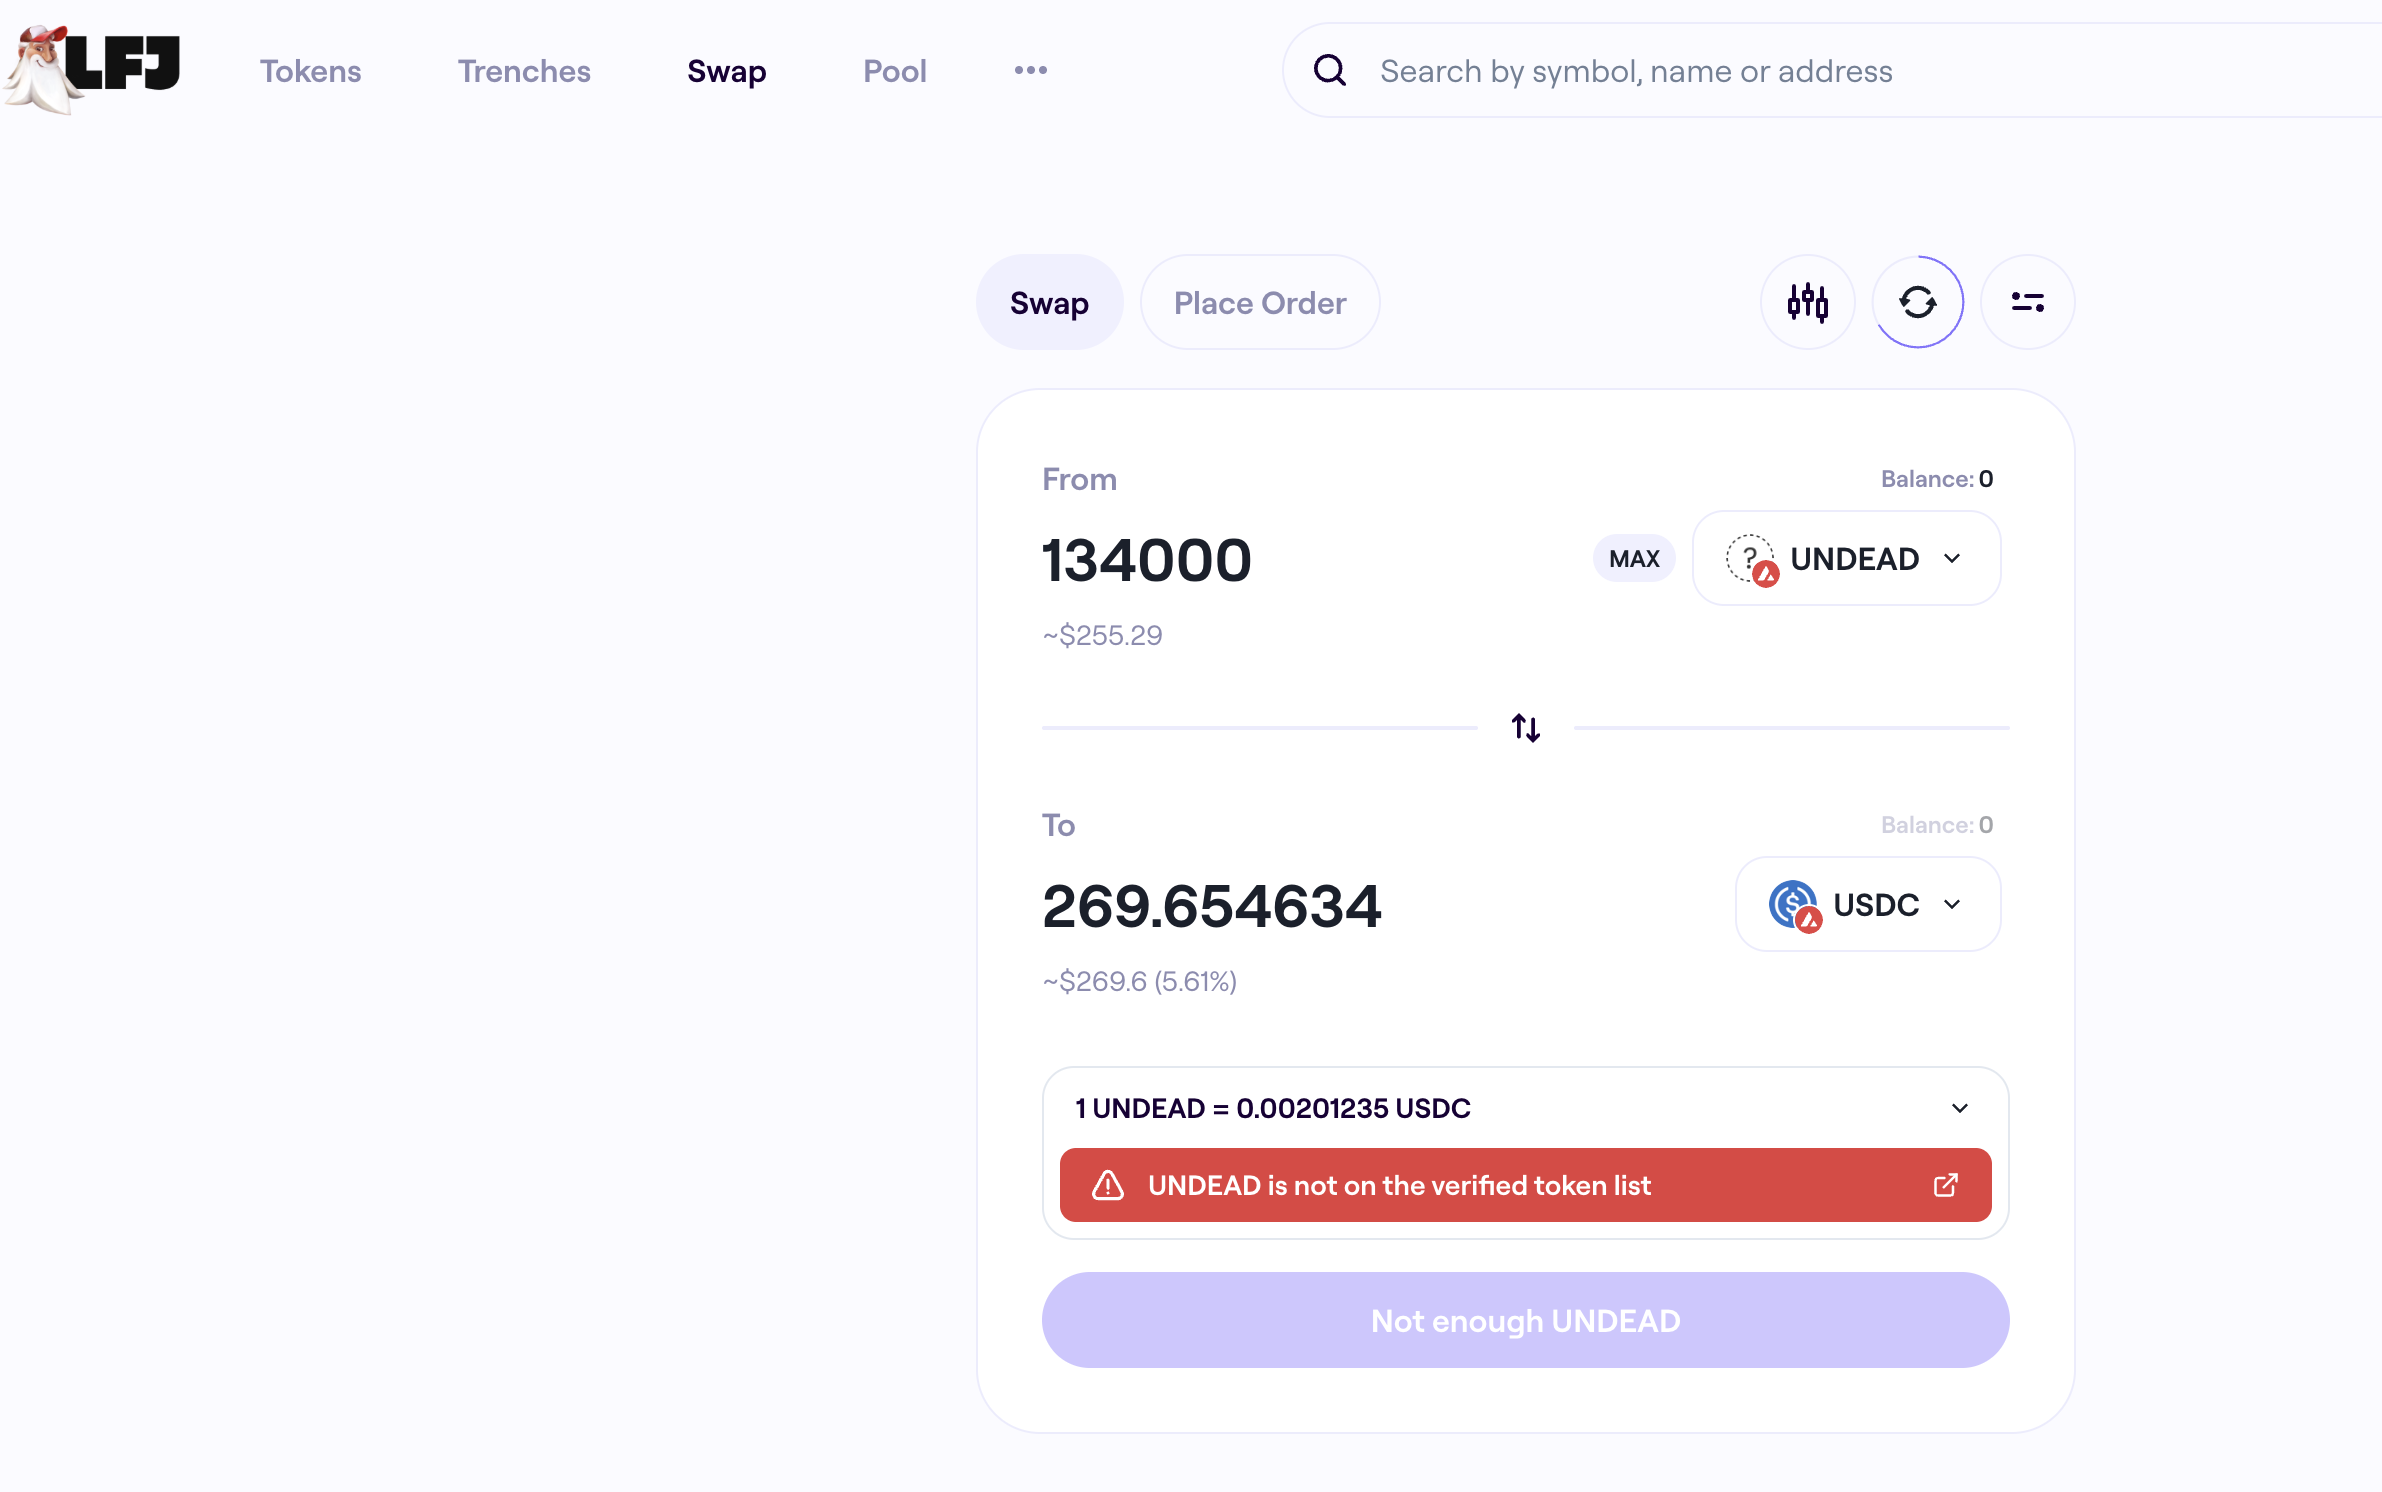 LFJ
Tokens Trenches Swap Pool ••• Search by symbol, name or address
Swap Place Order
From Balance: 0
134000 MAX ? UNDEAD
~$255.29
To Balance: 0
269.654634 USDC
~$269.6 (5.61%)
1 UNDEAD = 0.00201235 USDC
UNDEAD is not on the verified token list
Not enough UNDEAD